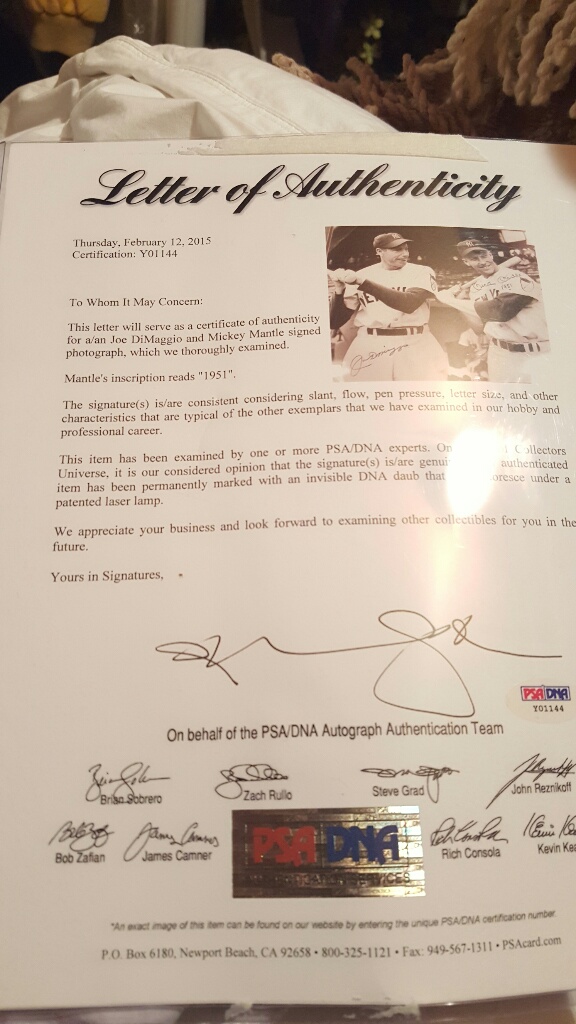 Letter of Authenticity
Thursday, February 12, 2015
Certification: Y01144
To Whom It May Concern:
This letter will serve as a certificate of authenticity
for a/an Joe DiMaggio and Mickey Mantle signed
photograph, which we thoroughly examined.
Mantle's inscription reads "1951".
The signature(s) is/are consistent considering slant, flow, pen pressure, letter size, and other
characteristics that are typical of the other exemplars that we have examined in our hobby and
professional career.
This item has been examined by one or more PSA/DNA experts. Collectors
Universe, it is our considered opinion that the signature(s) is/are authenticated
item has been permanently marked with an invisible DNA daub that under a
patented laser lamp.
We appreciate your business and look forward to examining other collectibles for you in the
future.
Yours in Signatures,
PSA DNA
Y01144
On behalf of the PSA/DNA Autograph Authentication Team
Brian Sobrero Zach Rullo Steve Grad John Reznikoff
Bob Zafian James Camner Rich Consola Kevin
PSA DNA
SERVICES
*An exact image of this item can be found on our website by entering the unique PSA/DNA certification number.
P.O. Box 6180, Newport Beach, CA 92658 • 800-325-1121 • Fax: 949-567-1311 • PSAcard.com